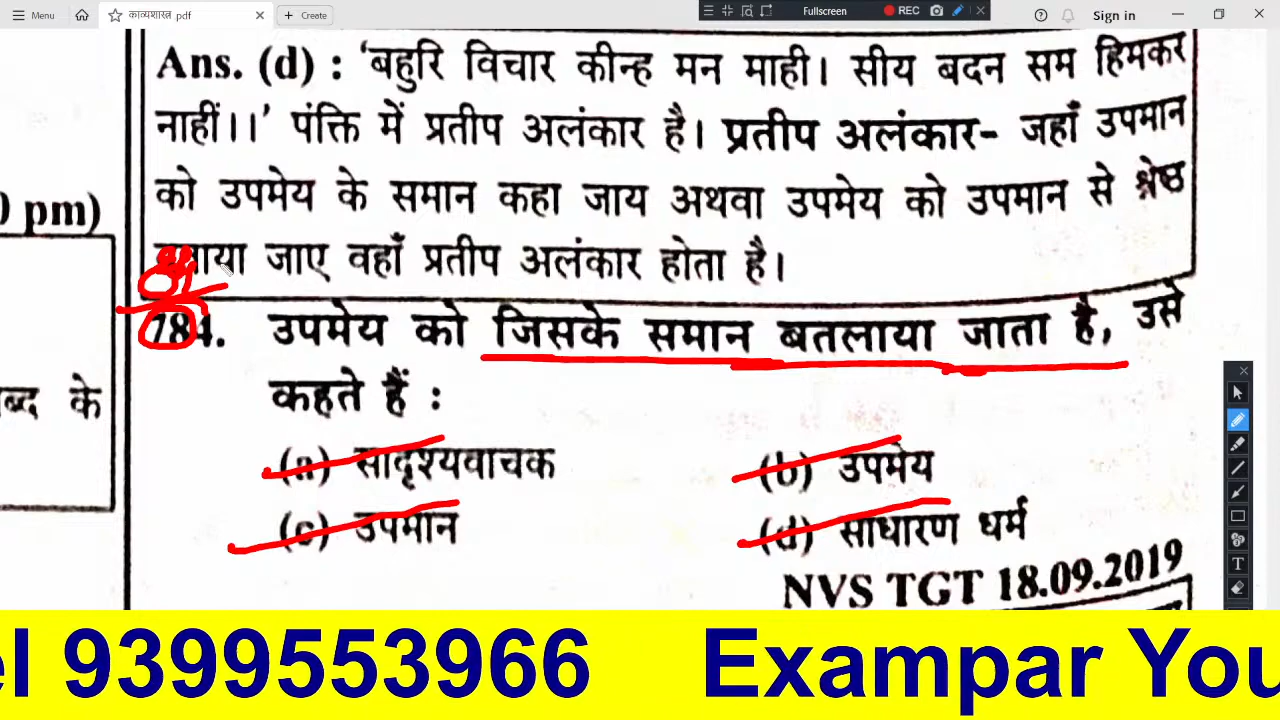 Menu
काव्यशास्त्र .pdf
Create
Fullscreen
REC
Sign in
Ans. (d) : ‘बहुरि विचार कीन्ह मन माही। सीय बदन सम हिमकर
नाहीं।।’ पंक्ति में प्रतीप अलंकार है। प्रतीप अलंकार- जहाँ उपमान
को उपमेय के समान कहा जाय अथवा उपमेय को उपमान से श्रेष्ठ
जाए वहाँ प्रतीप अलंकार होता है।
pm)
784. उपमेय को जिसके समान बतलाया जाता है, उसे
कहते हैं :
के
(a) सादृश्यवाचक (b) उपमेय
(c) उपमान (d) साधारण धर्म
NVS TGT 18.09.2019
9399553966 Exampar You